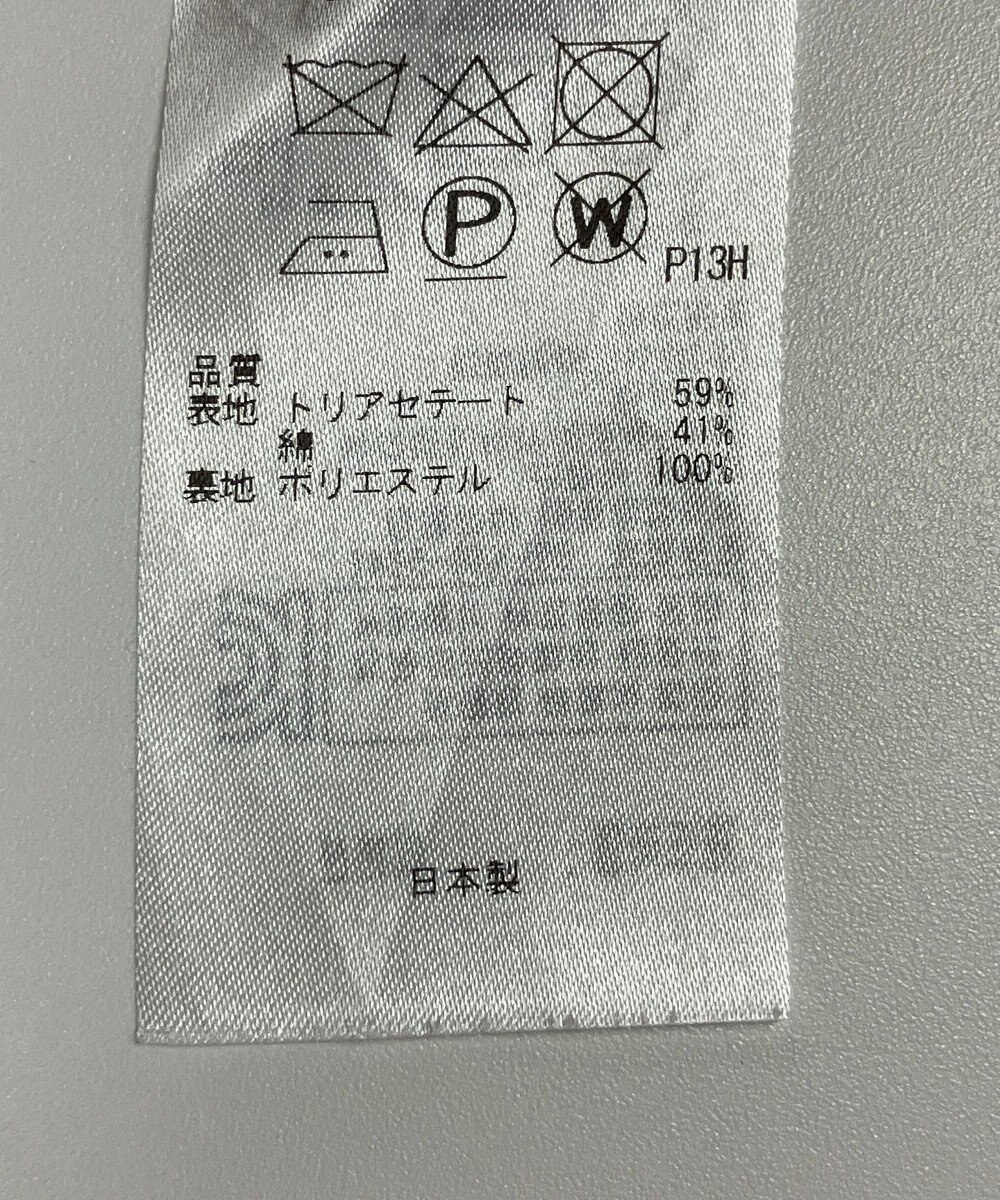 P W P13H
品質
表地 トリアセテート 59%
綿 41%
裏地 ポリエステル 100%
日本製